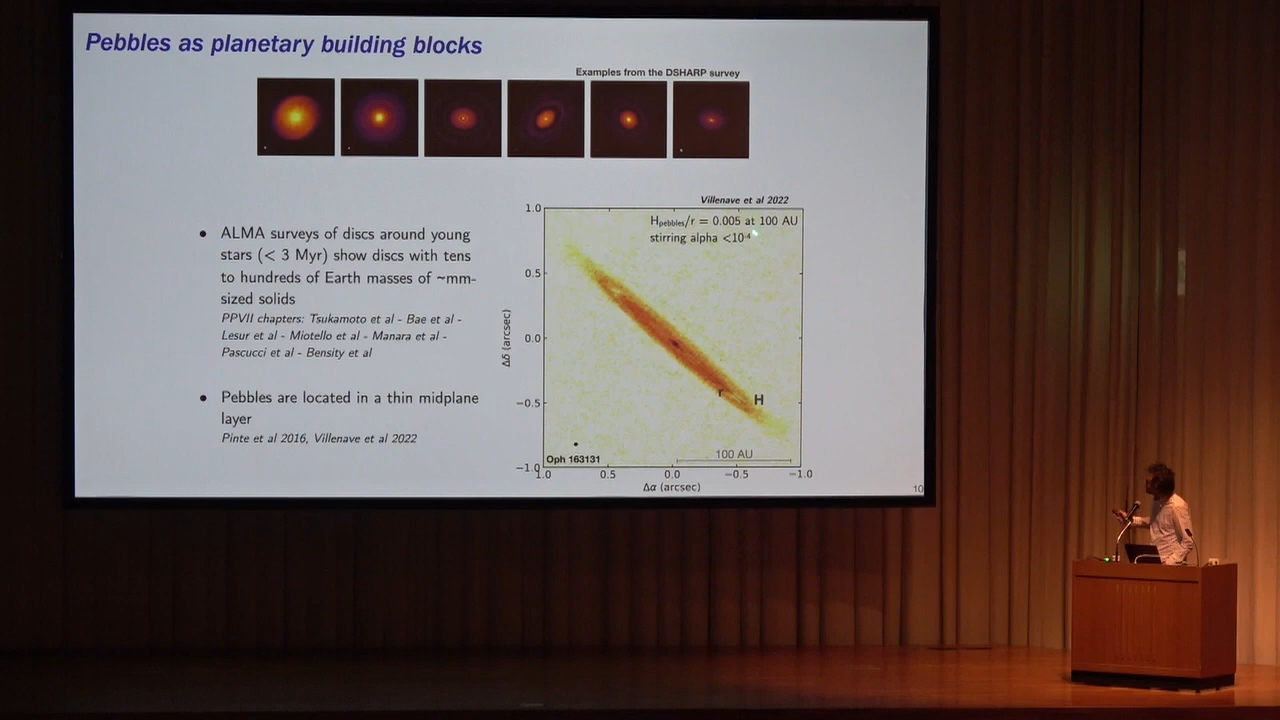 Pebbles as planetary building blocks
Examples from the DSHARP survey
● ALMA surveys of discs around young
stars (< 3 Myr) show discs with tens
to hundreds of Earth masses of ~mm-
sized solids
PPVII chapters: Tsukamoto et al - Bae et al -
Lesur et al - Miotello et al - Manara et al -
Pascucci et al - Bensity et al
● Pebbles are located in a thin midplane
layer
Pinte et al 2016, Villenave et al 2022
Villenave et al 2022
Hpebbles/r = 0.005 at 100 AU
stirring alpha <10⁻⁴
1.0
0.5
0.0
−0.5
−1.0
Δδ (arcsec)
r
H
Oph 163131
100 AU
1.0 0.5 0.0 −0.5 −1.0
Δα (arcsec)
10